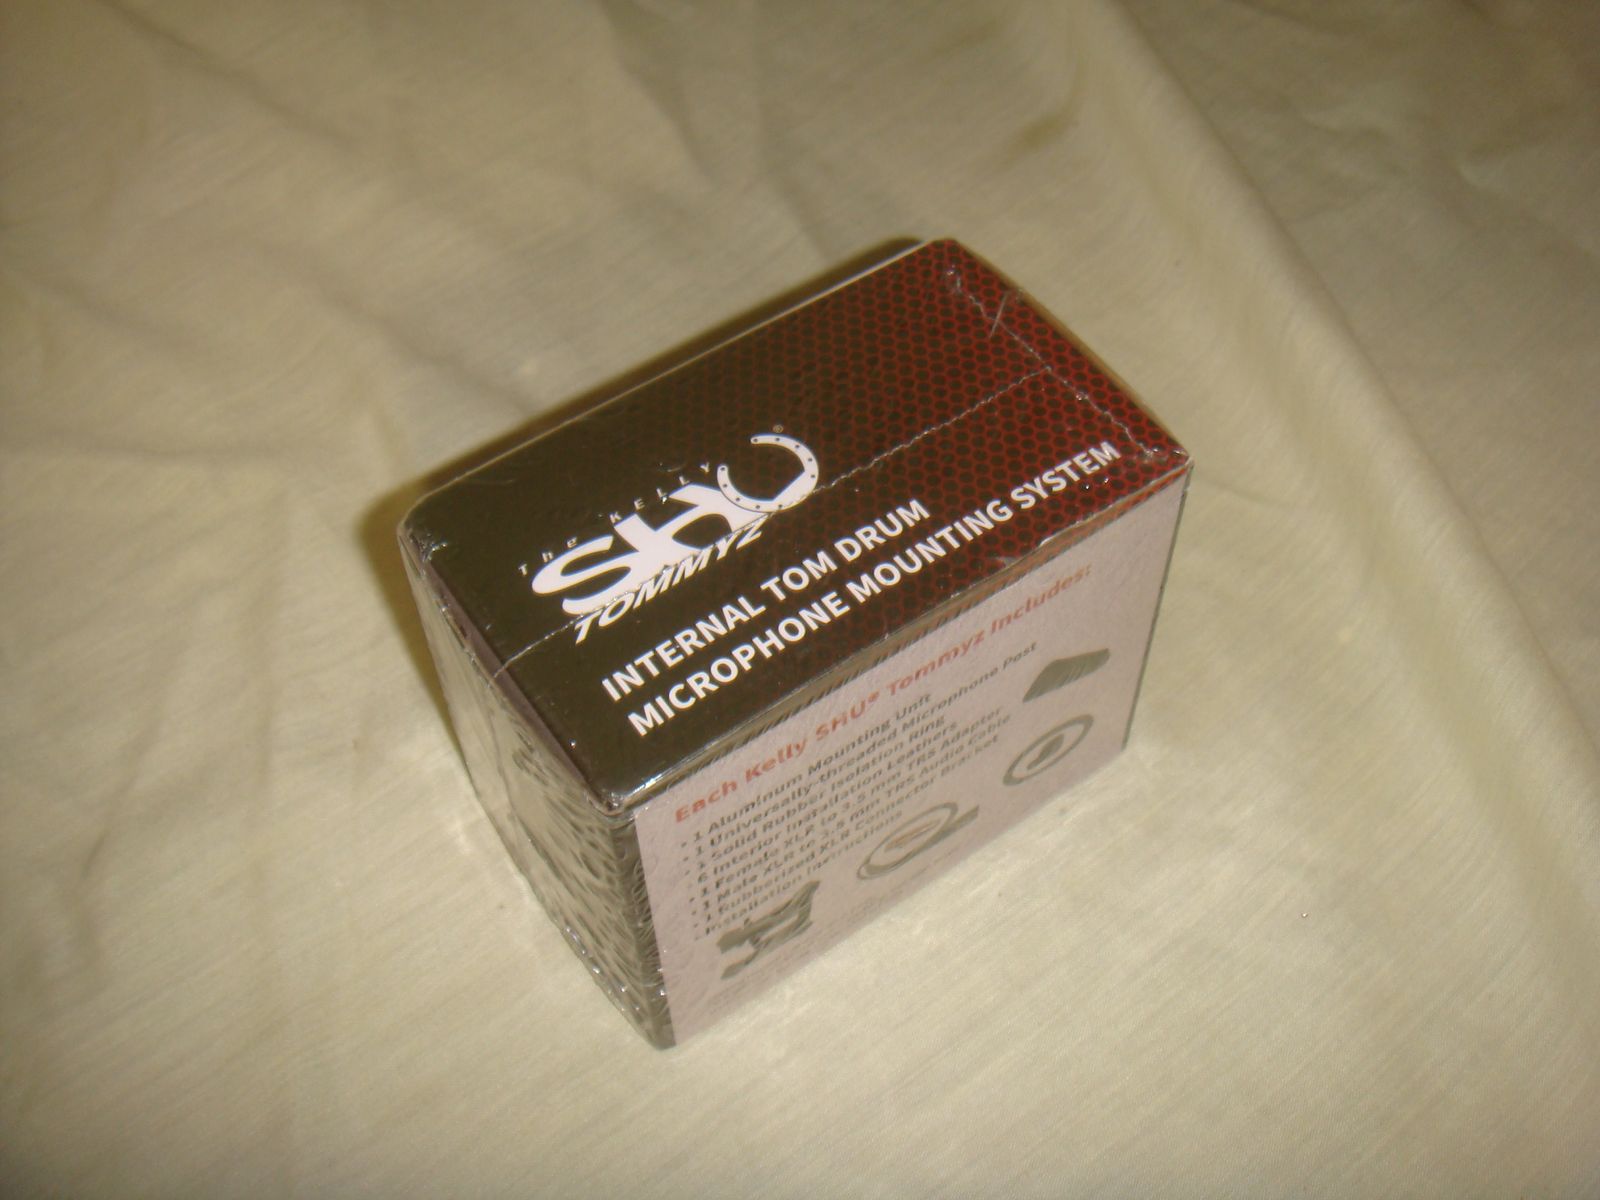 The KELLY
SHU®
TOMMYZ
INTERNAL TOM DRUM
MICROPHONE MOUNTING SYSTEM
Each Kelly SHU® Tommyz Includes:
• 1 Aluminum Mounting Unit
• 1 Universally-threaded Microphone Post
• 1 Solid Rubber Isolation Ring
• 6 Interior Installation Leathers
• 1 Female XLR to 3.5 mm TRS Adapter
• 1 Male XLR to 3.5 mm TRS Audio Cable
• 1 Rubberized XLR Connector Bracket
• Installation Instructions